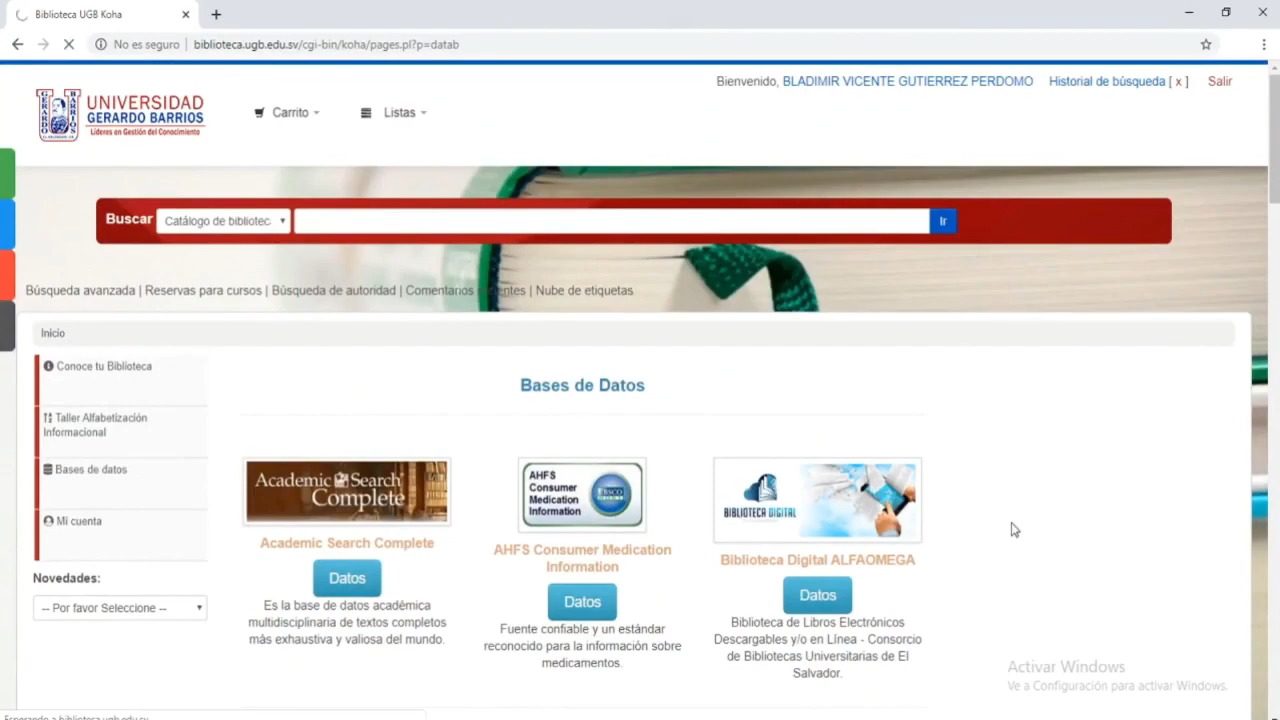 Biblioteca UGB Koha
No es seguro | biblioteca.ugb.edu.sv/cgi-bin/koha/pages.pl?p=datab
Bienvenido, BLADIMIR VICENTE GUTIERREZ PERDOMO Historial de búsqueda [ x ] Salir
UNIVERSIDAD
GERARDO BARRIOS
Líderes en Gestión del Conocimiento
Carrito Listas
Buscar Catálogo de bibliotec Ir
Búsqueda avanzada | Reservas para cursos | Búsqueda de autoridad | Comentarios | Nube de etiquetas
Inicio
Conoce tu Biblioteca
Taller Alfabetización
Informacional
Bases de datos
Mi cuenta
Novedades:
-- Por favor Seleccione --
Bases de Datos
Academic Search
Complete
Academic Search Complete
Datos
Es la base de datos académica
multidisciplinaria de textos completos
más exhaustiva y valiosa del mundo.
AHFS
Consumer
Medication
Information
EBSCO
AHFS Consumer Medication
Information
Datos
Fuente confiable y un estándar
reconocido para la información sobre
medicamentos.
BIBLIOTECA DIGITAL
Biblioteca Digital ALFAOMEGA
Datos
Biblioteca de Libros Electrónicos
Descargables y/o en Línea - Consorcio
de Bibliotecas Universitarias de El
Salvador.
Activar Windows
Ve a Configuración para activar Windows.
Esperando a biblioteca.ugb.edu.sv